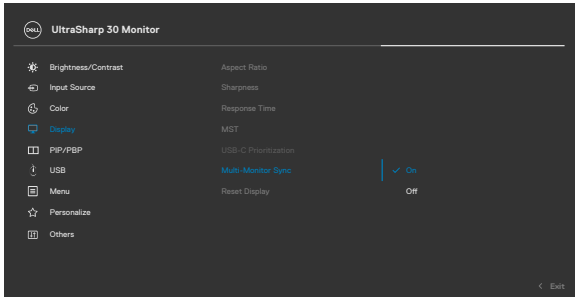 DELL UltraSharp 30 Monitor
Brightness/Contrast Aspect Ratio
Input Source Sharpness
Color Response Time
Display MST
PIP/PBP USB-C Prioritization
USB Multi-Monitor Sync On
Menu Reset Display Off
Personalize
Others
Exit